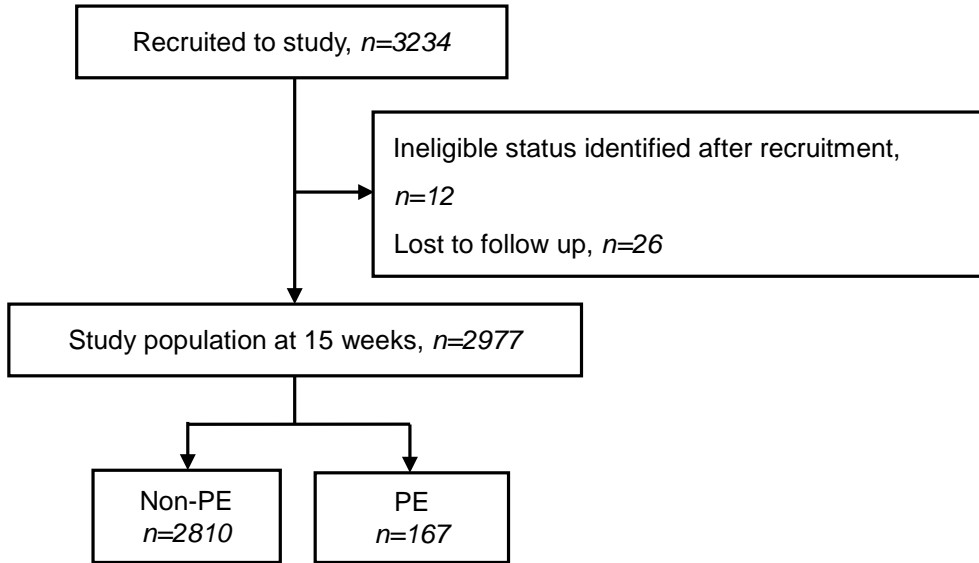 Recruited to study, n=3234
Ineligible status identified after recruitment,
n=12
Lost to follow up, n=26
Study population at 15 weeks, n=2977
Non-PE
n=2810
PE
n=167